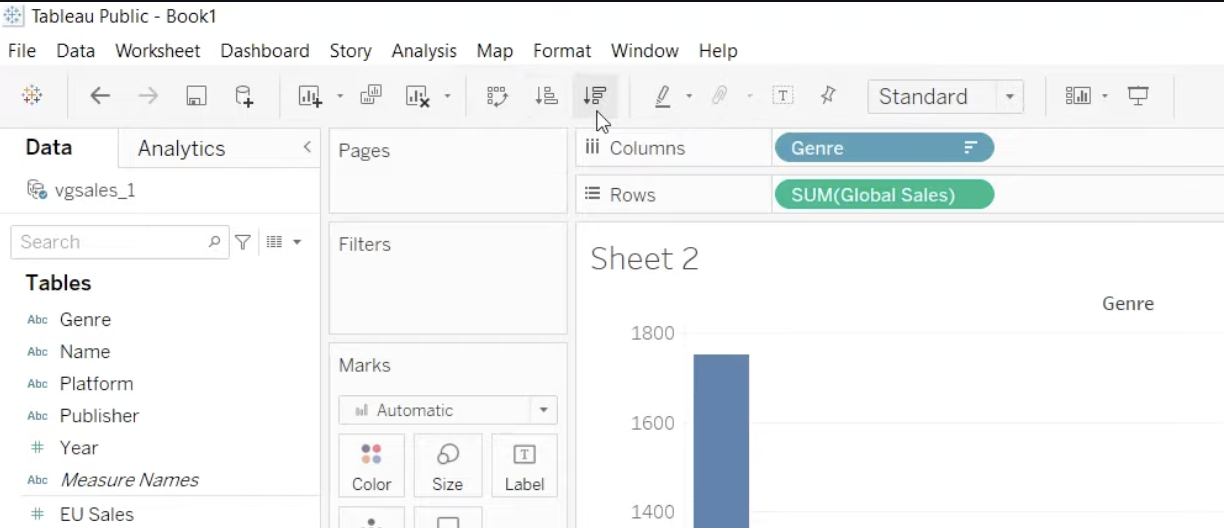 Tableau Public - Book1
File Data Worksheet Dashboard Story Analysis Map Format Window Help
Standard
Data Analytics
vgsales_1
Search
Tables
Abc Genre
Abc Name
Abc Platform
Abc Publisher
# Year
Abc Measure Names
# EU Sales
Pages
Filters
Marks
Automatic
Color Size Label
Columns Genre
Rows SUM(Global Sales)
Sheet 2
Genre
1800
1600
1400